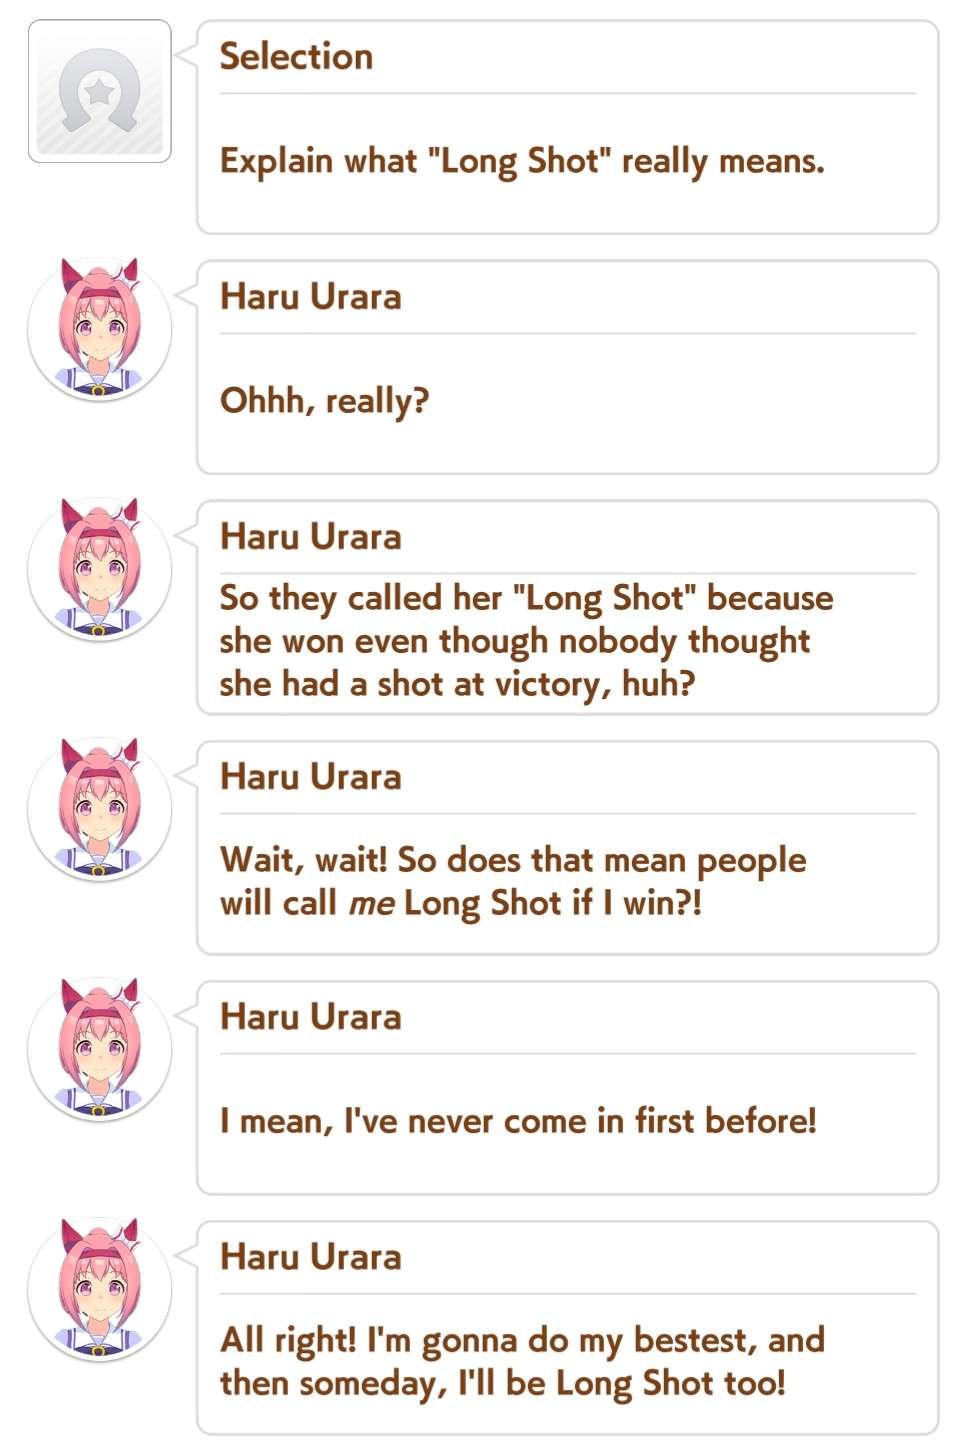 Selection
Explain what "Long Shot" really means.
Haru Urara
Ohhh, really?
Haru Urara
So they called her "Long Shot" because
she won even though nobody thought
she had a shot at victory, huh?
Haru Urara
Wait, wait! So does that mean people
will call me Long Shot if I win?!
Haru Urara
I mean, I've never come in first before!
Haru Urara
All right! I'm gonna do my bestest, and
then someday, I'll be Long Shot too!